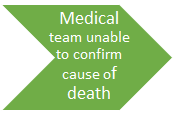 Medical
team unable
to confirm
cause of
death